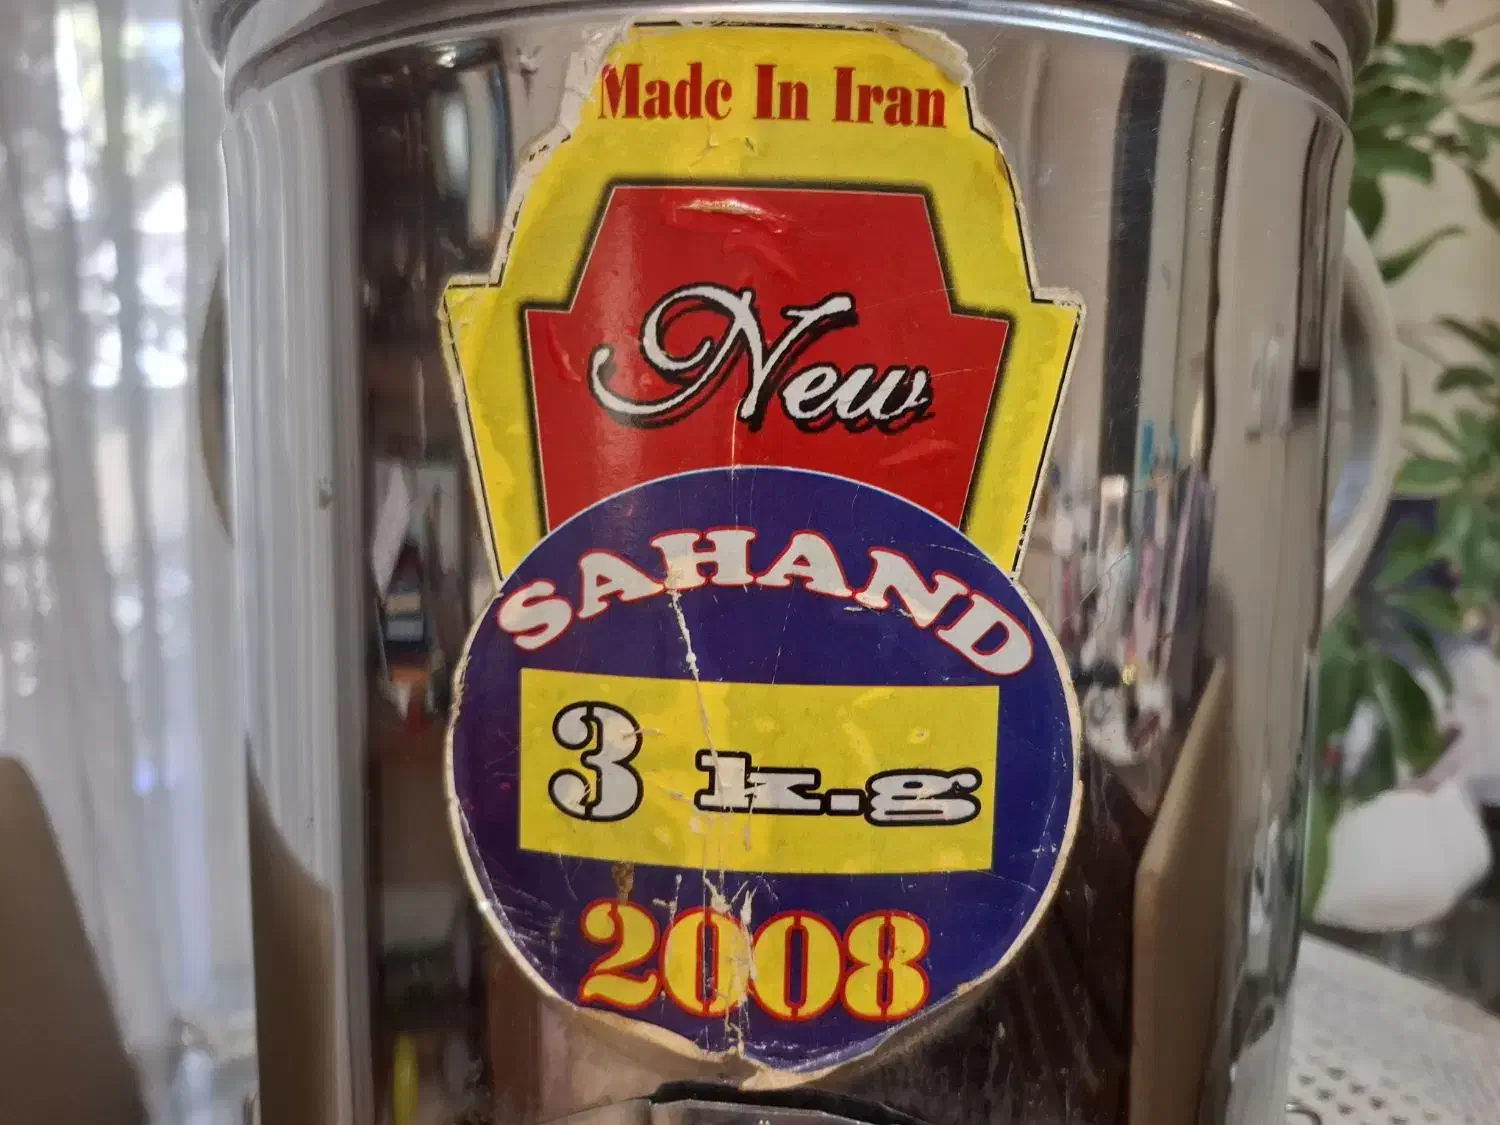 Made In Iran
New
SAHAND
3 k.g
2008